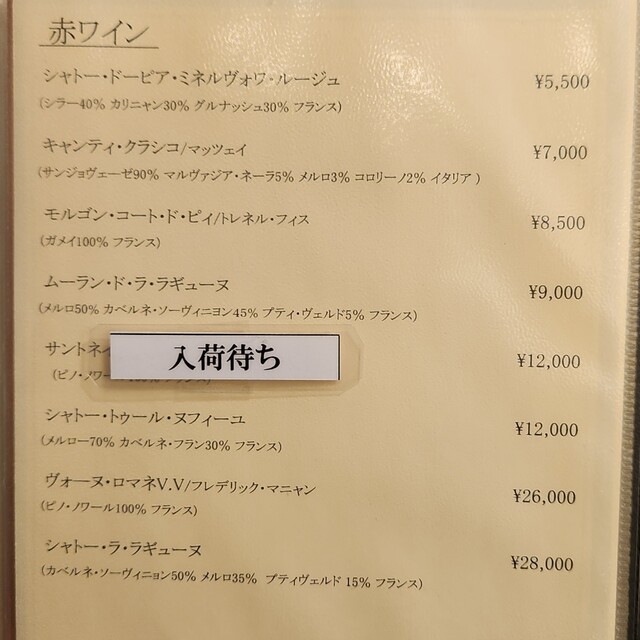 赤ワイン
シャトー・ドーピア・ミネルヴォワ・ルージュ ¥5,500
(シラー40% カリニャン30% グルナッシュ30% フランス)
キャンティ・クラシコ/マッツェイ ¥7,000
(サンジョヴェーゼ90% マルヴァジア・ネーラ5% メルロ3% コロリーノ2% イタリア )
モルゴン・コート・ド・ピィ/トレネル・フィス ¥8,500
(ガメイ100% フランス)
ムーラン・ド・ラ・ラギューヌ ¥9,000
(メルロ50% カベルネ・ソーヴィニヨン45% プティ・ヴェルド5% フランス)
サントネイ 入荷待ち ¥12,000
(ピノ・ノワール 100% フランス)
シャトー・トゥール・ヌフィーユ ¥12,000
(メルロー70% カベルネ・フラン30% フランス)
ヴォーヌ・ロマネV.V/フレデリック・マニャン ¥26,000
(ピノ・ノワール100% フランス)
シャトー・ラ・ラギューヌ ¥28,000
(カベルネ・ソーヴィニョン50% メルロ35% プティヴェルド 15% フランス)